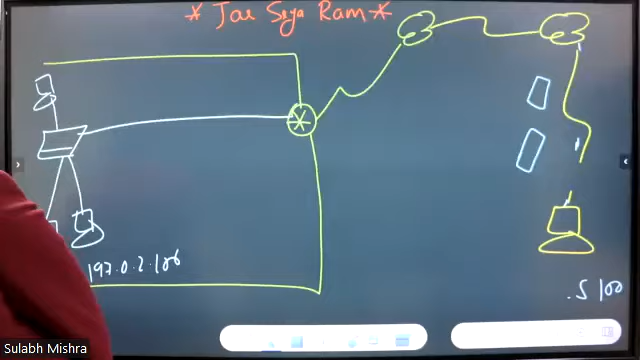 * Jai Siya Ram *
197.0.2.106
.5 100
Sulabh Mishra